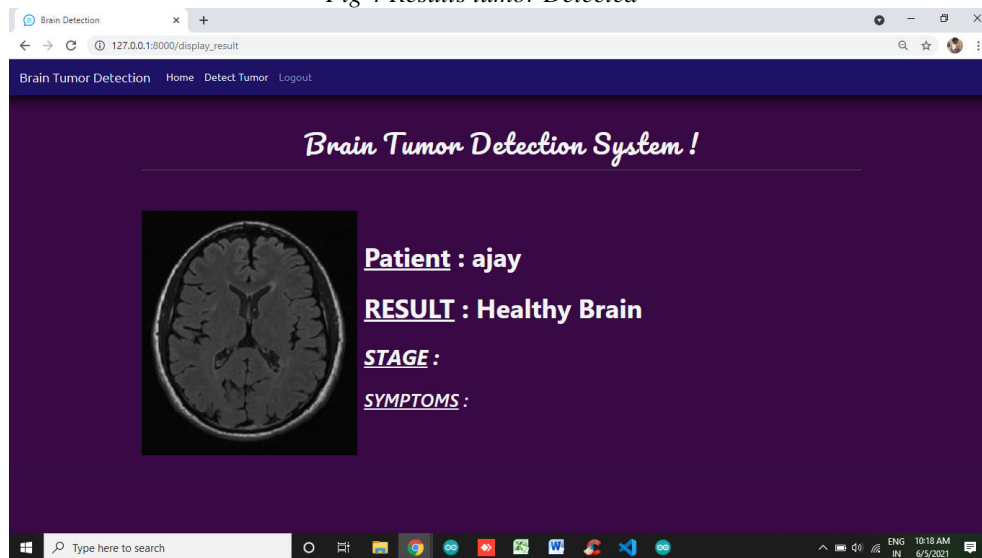 Fig 4 Results tumor Detected
Brain Detection
127.0.0.1:8000/display_result
Brain Tumor Detection Home Detect Tumor Logout
Brain Tumor Detection System !
Patient : ajay
RESULT : Healthy Brain
STAGE :
SYMPTOMS :
Type here to search
ENG 10:18 AM
IN 6/5/2021